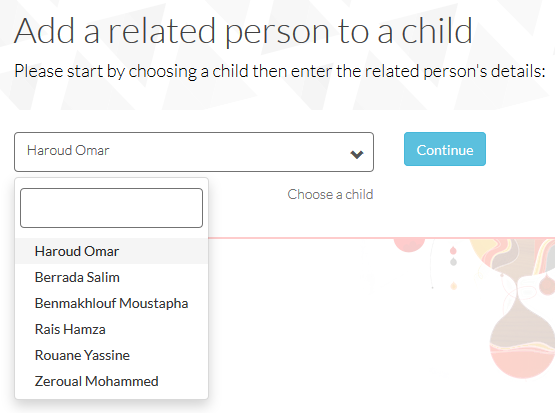 Add a related person to a child
Please start by choosing a child then enter the related person's details:
Haroud Omar
Continue
Choose a child
Haroud Omar
Berrada Salim
Benmakhlouf Moustapha
Rais Hamza
Rouane Yassine
Zeroual Mohammed